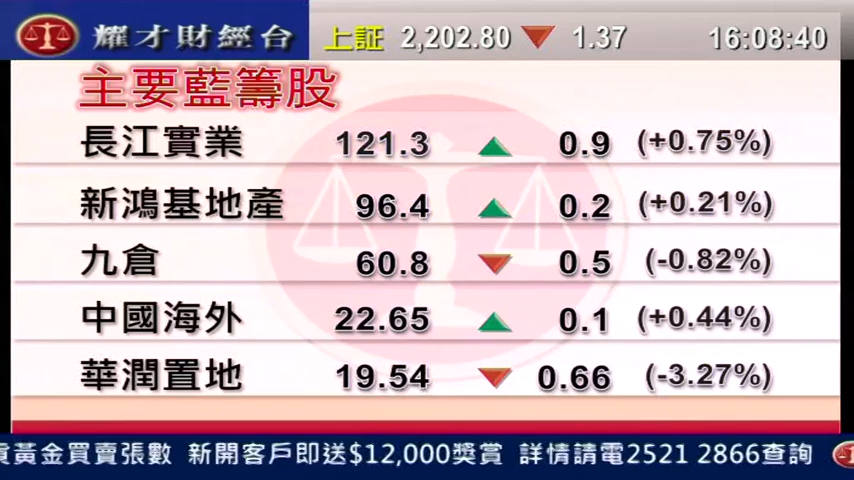 耀才財經台 上証 2,202.80 1.37 16:08:40
主要藍籌股
長江實業 121.3 0.9 (+0.75%)
新鴻基地產 96.4 0.2 (+0.21%)
九倉 60.8 0.5 (-0.82%)
中國海外 22.65 0.1 (+0.44%)
華潤置地 19.54 0.66 (-3.27%)
黃金買賣張數 新開客戶即送$12,000獎賞 詳情請電2521 2866查詢